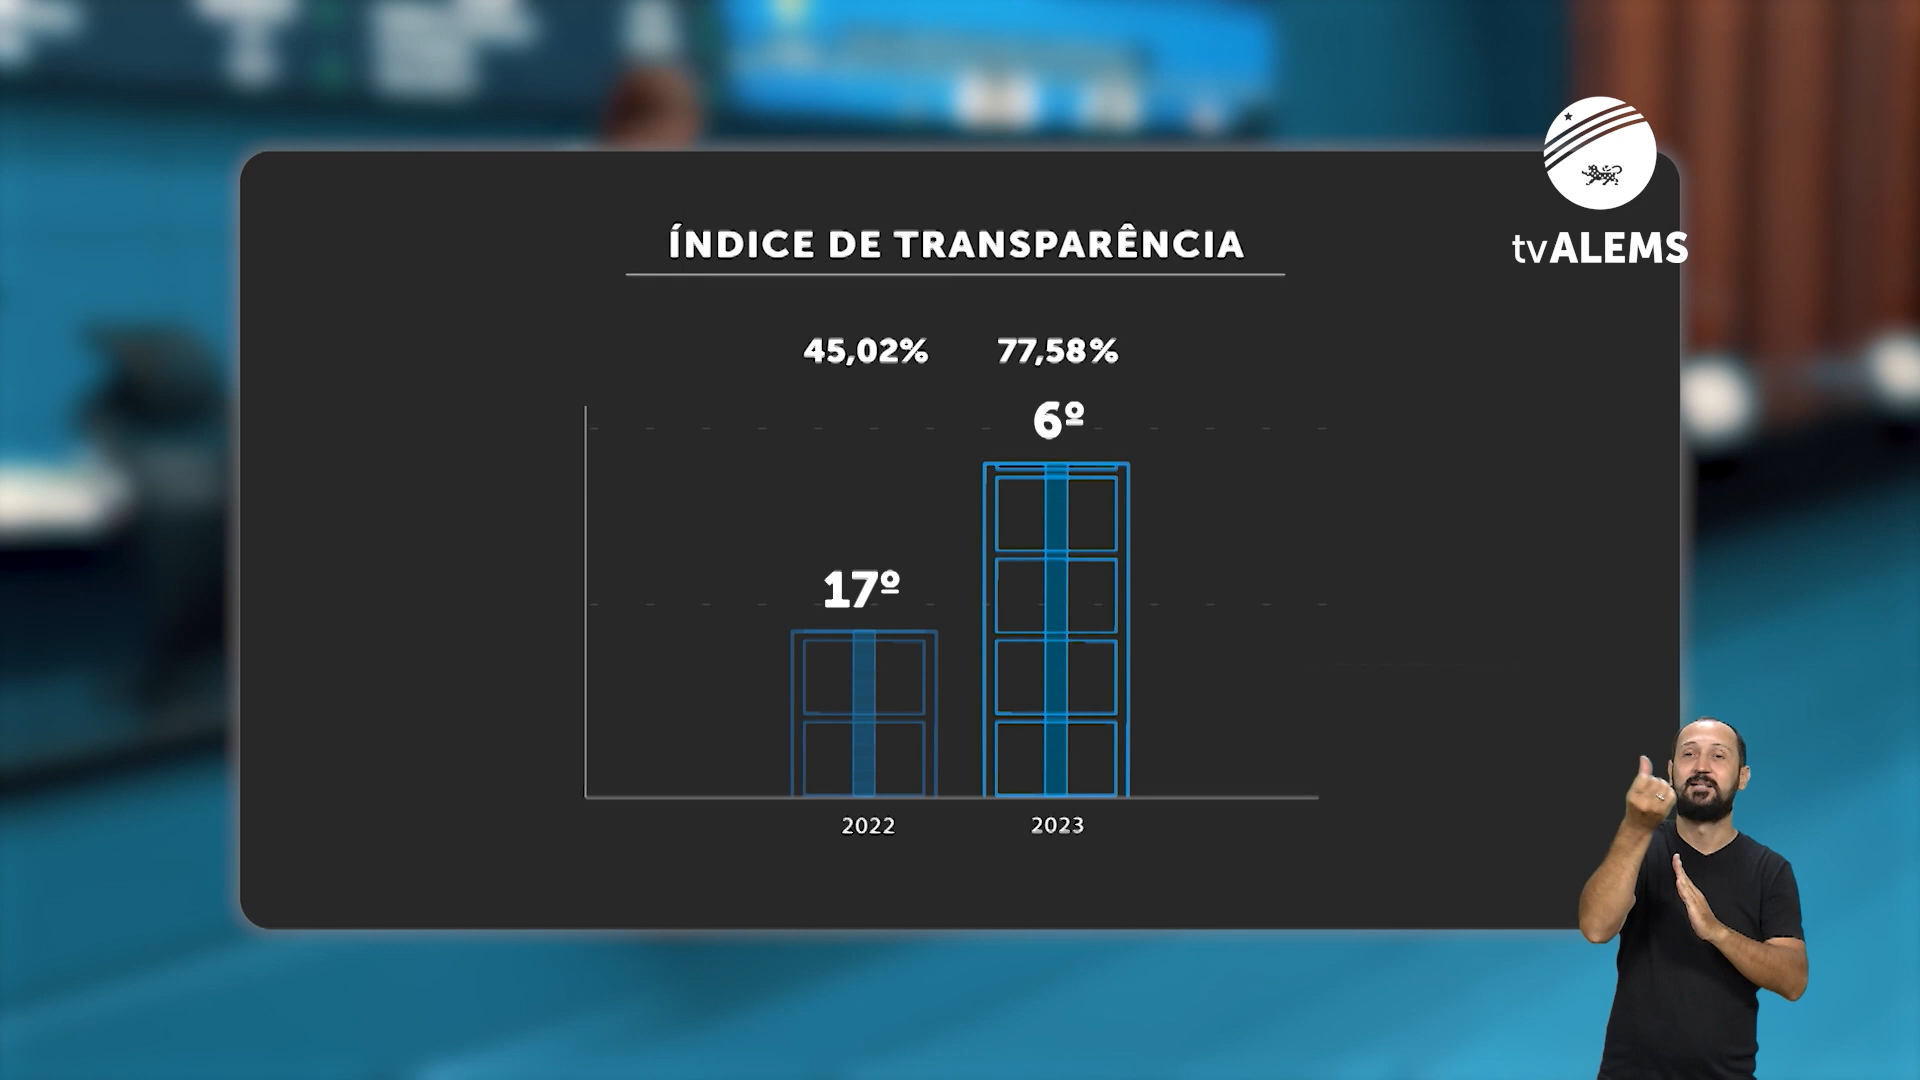 ÍNDICE DE TRANSPARÊNCIA
tvALEMS
45,02% 77,58%
6º
17º
2022 2023